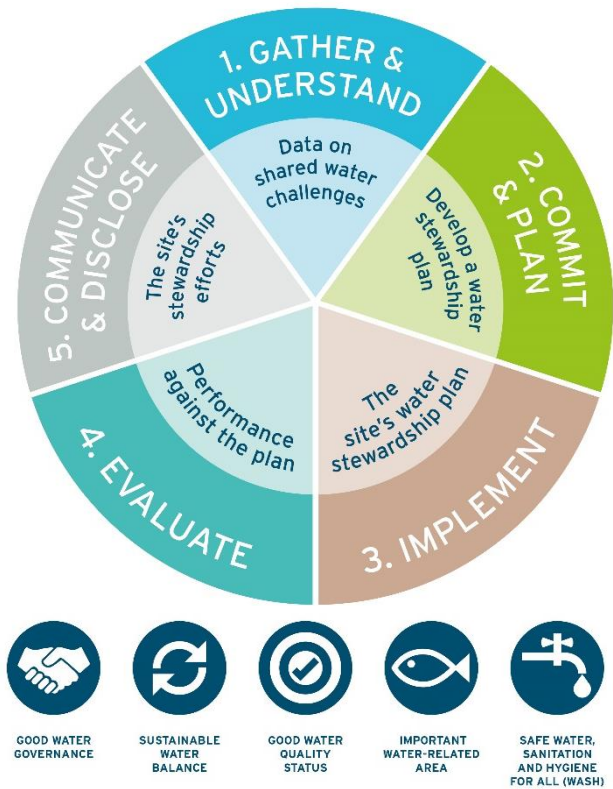 1. GATHER &
UNDERSTAND
Data on
shared water
challenges
2. COMMIT
& PLAN
Develop a water
stewardship
plan
3. IMPLEMENT
The
site's water
stewardship plan
4. EVALUATE
Performance
against the plan
5. COMMUNICATE
& DISCLOSE
The site's
stewardship
efforts
GOOD WATER
GOVERNANCE
SUSTAINABLE
WATER
BALANCE
GOOD WATER
QUALITY
STATUS
IMPORTANT
WATER-RELATED
AREA
SAFE WATER,
SANITATION
AND HYGIENE
FOR ALL (WASH)